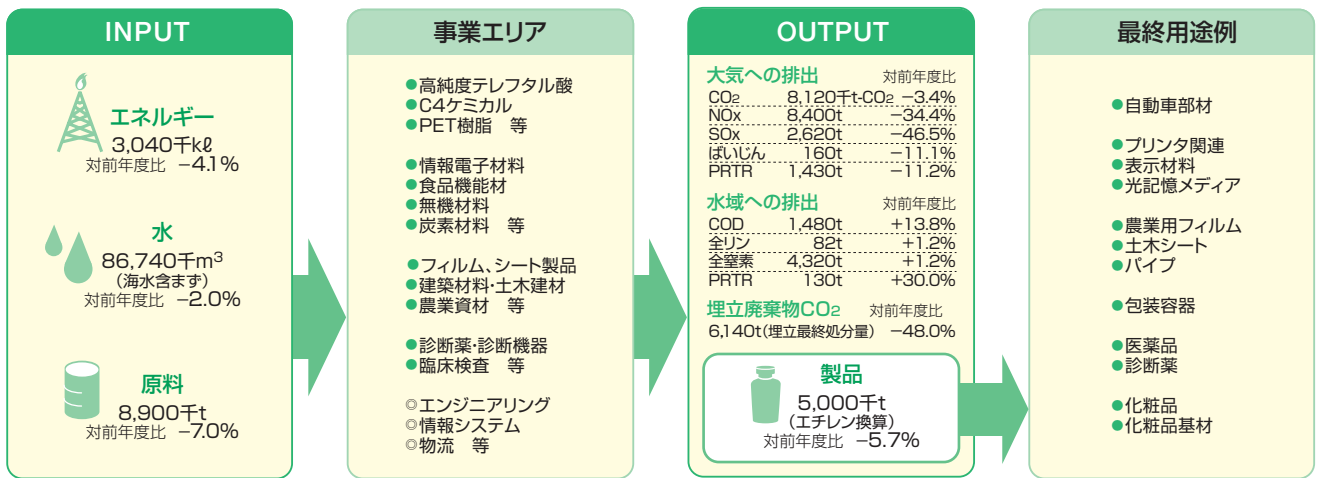 INPUT
エネルギー
3,040千kℓ
対前年度比 −4.1%
水
86,740千m³
（海水含まず）
対前年度比 −2.0%
原料
8,900千t
対前年度比 −7.0%
事業エリア
●高純度テレフタル酸
●C4ケミカル
●PET樹脂　等
●情報電子材料
●食品機能材
●無機材料
●炭素材料　等
●フィルム、シート製品
●建築材料・土木建材
●農業資材　等
●診断薬・診断機器
●臨床検査　等
◎エンジニアリング
◎情報システム
◎物流　等
OUTPUT
大気への排出 対前年度比
CO₂ 8,120千t-CO₂ −3.4%
NOx 8,400t −34.4%
SOx 2,620t −46.5%
ばいじん 160t −11.1%
PRTR 1,430t −11.2%
水域への排出 対前年度比
COD 1,480t +13.8%
全リン 82t +1.2%
全窒素 4,320t +1.2%
PRTR 130t +30.0%
埋立廃棄物CO₂ 対前年度比
6,140t（埋立最終処分量） −48.0%
製品
5,000千t
（エチレン換算）
対前年度比 −5.7%
最終用途例
●自動車部材
●プリンタ関連
●表示材料
●光記憶メディア
●農業用フィルム
●土木シート
●パイプ
●包装容器
●医薬品
●診断薬
●化粧品
●化粧品基材